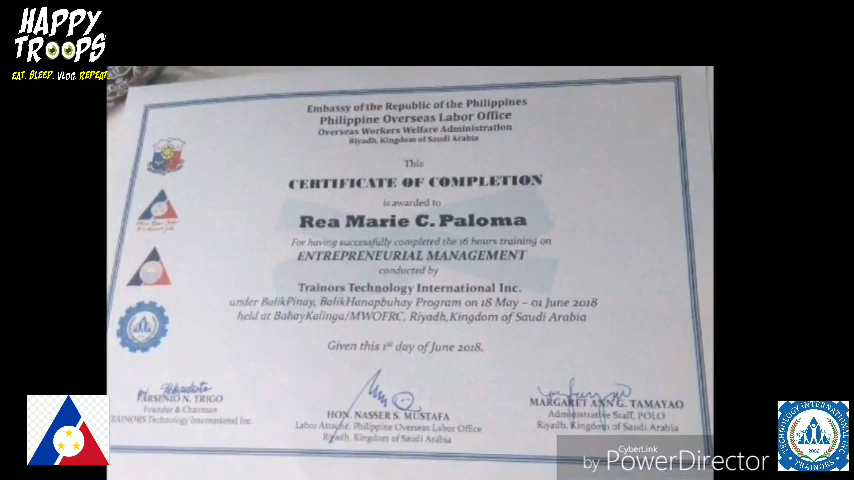 HAPPY
TROOPS
EAT. SLEEP. VLOG. REPEAT.
Embassy of the Republic of the Philippines
Philippine Overseas Labor Office
Overseas Workers Welfare Administration
Riyadh, Kingdom of Saudi Arabia
This
CERTIFICATE OF COMPLETION
is awarded to
Rea Marie C. Paloma
For having successfully completed the 16 hours training on
ENTREPRENEURIAL MANAGEMENT
conducted by
Trainors Technology International Inc.
under BalikPinay, BalikHanapbuhay Program on 18 May – 01 June 2018
held at BahayKalinga/MWOFRC, Riyadh,Kingdom of Saudi Arabia
Given this 1st day of June 2018.
PARSENIO N. TRIGO
Founder & Chairman
TRAINORS Technology International Inc.
HON. NASSER S. MUSTAFA
Labor Attaché, Philippine Overseas Labor Office
Riyadh, Kingdom of Saudi Arabia
MARGARET ANN G. TAMAYAO
Administrative Staff, POLO
Riyadh, Kingdom of Saudi Arabia
CyberLink
by PowerDirector
TECHNOLOGY INTERNATIONAL INC
TRAINORS